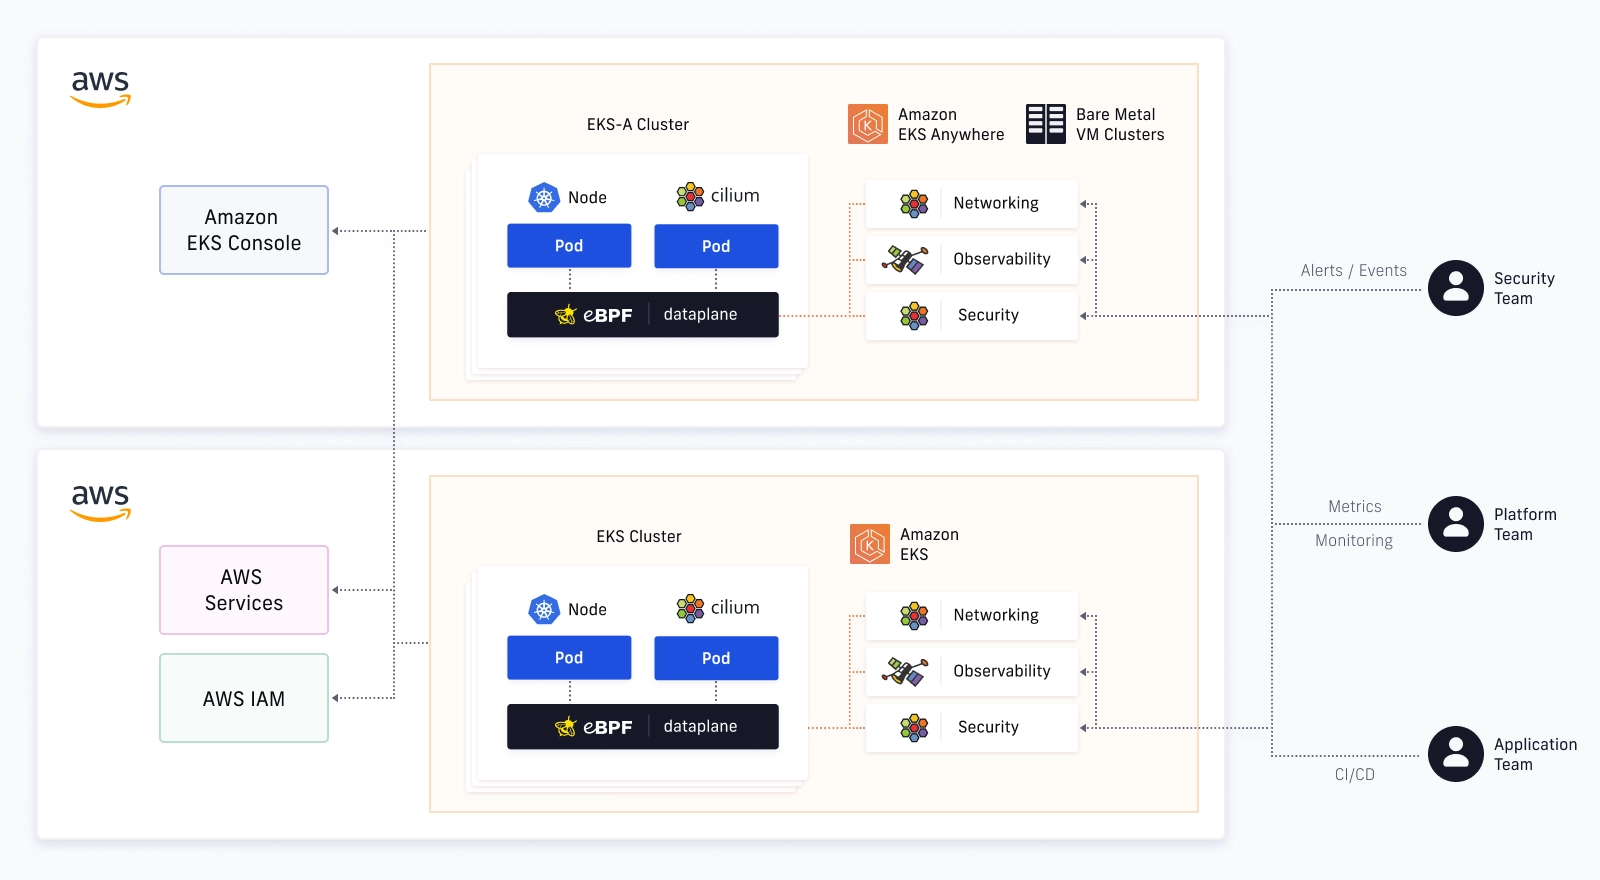 aws
EKS-A Cluster
Amazon
EKS Anywhere
Bare Metal
VM Clusters
Amazon
EKS Console
Node
cilium
Pod
Pod
eBPF
dataplane
Networking
Observability
Security
Alerts / Events
Security
Team
aws
EKS Cluster
Amazon
EKS
AWS
Services
AWS IAM
Node
cilium
Pod
Pod
eBPF
dataplane
Networking
Observability
Security
Metrics
Monitoring
Platform
Team
CI/CD
Application
Team